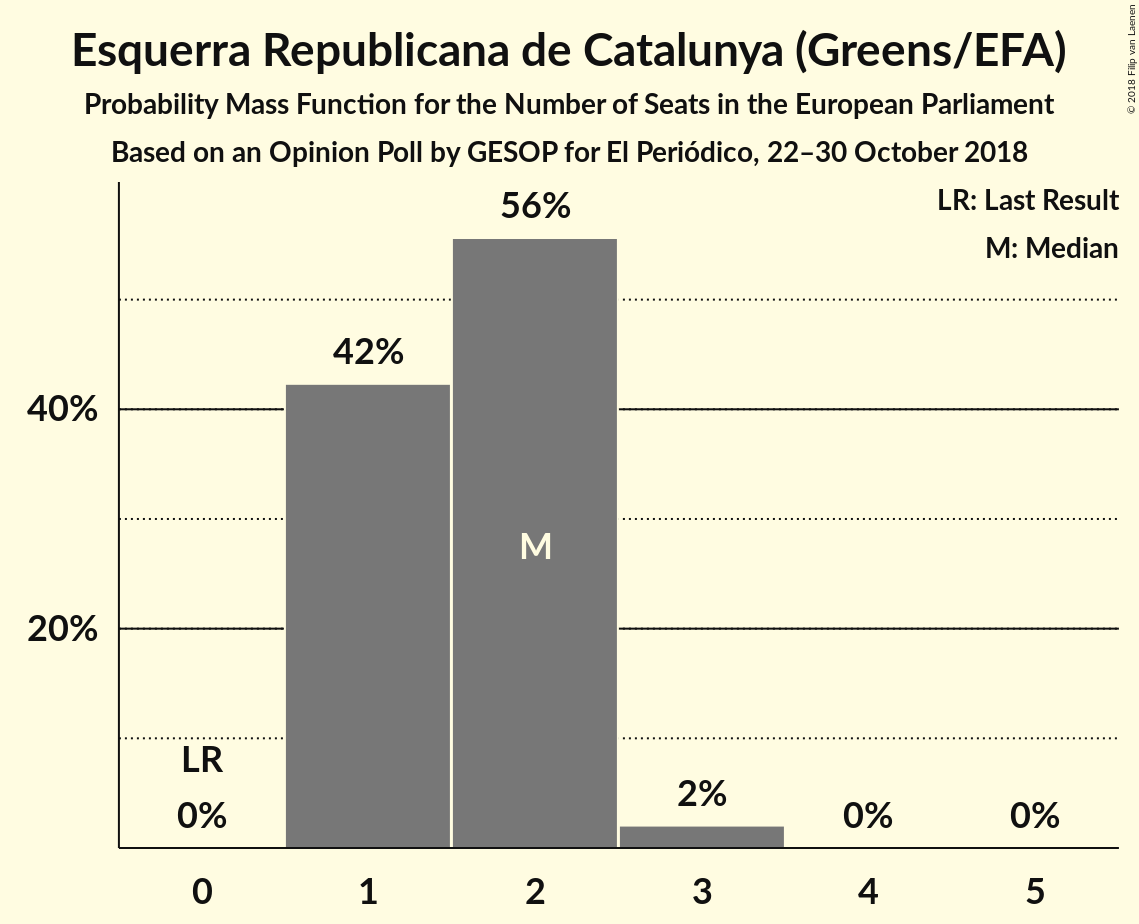 Esquerra Republicana de Catalunya (Greens/EFA)
Probability Mass Function for the Number of Seats in the European Parliament
Based on an Opinion Poll by GESOP for El Periódico, 22–30 October 2018
© 2018 Filip van Laenen
LR: Last Result
M: Median
56%
42%
40%
M
20%
LR
0%
2%
0%
0%
0 1 2 3 4 5